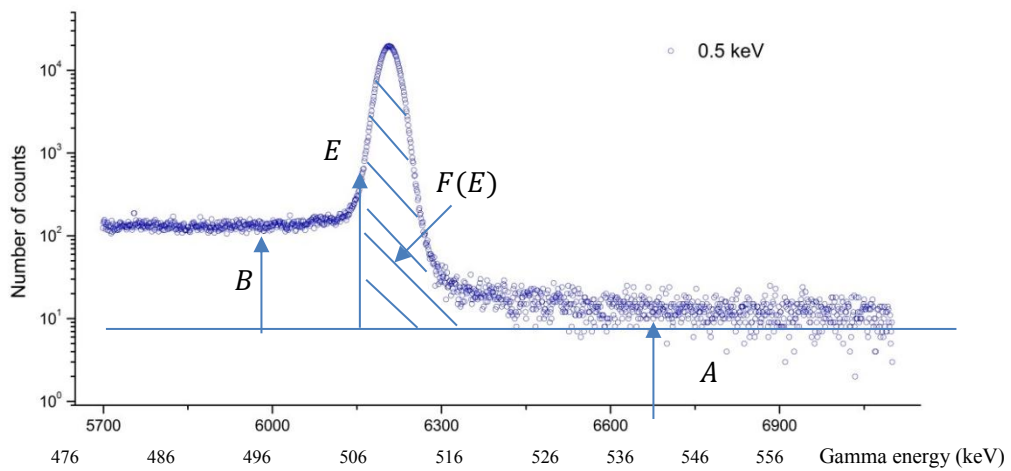 Number of counts
10⁴
10³
10²
10¹
10⁰
0.5 keV
E
F(E)
B
A
5700 6000 6300 6600 6900
476 486 496 506 516 526 536 546 556 Gamma energy (keV)